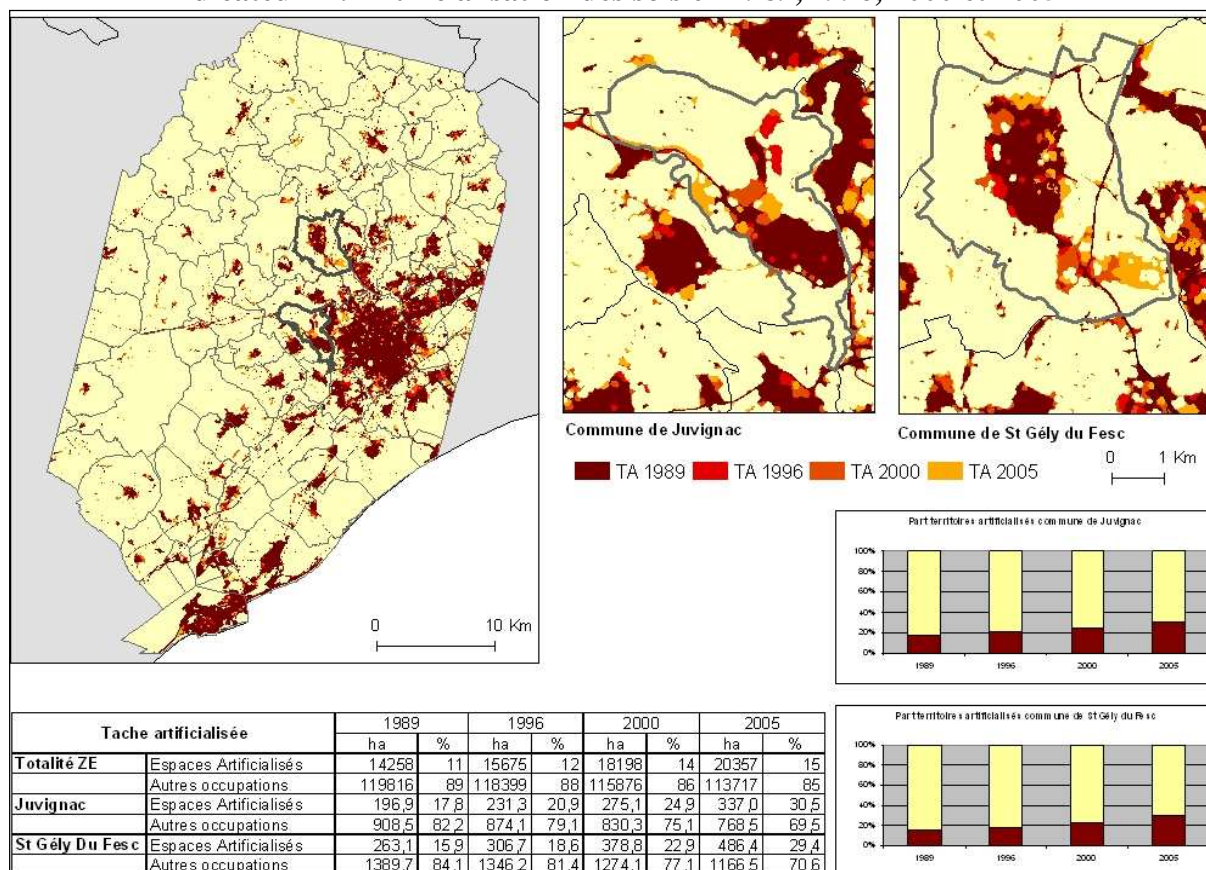 0 10 Km
Commune de Juvignac
Commune de St Gély du Fesc
TA 1989 TA 1996 TA 2000 TA 2005
0 1 Km
Part territoires artificialisés commune de Juvignac
100%
80%
60%
40%
20%
0%
1989 1996 2000 2005
Tache artificialisée 1989 1996 2000 2005
ha % ha % ha % ha %
Totalité ZE Espaces Artificialisés 14258 11 15675 12 18198 14 20357 15
Autres occupations 119816 89 118399 88 115876 86 113717 85
Juvignac Espaces Artificialisés 196,9 17,8 231,3 20,9 275,1 24,9 337,0 30,5
Autres occupations 908,5 82,2 874,1 79,1 830,3 75,1 768,5 69,5
St Gély Du Fesc Espaces Artificialisés 263,1 15,9 306,7 18,6 378,8 22,9 486,4 29,4
Autres occupations 1389,7 84,1 1346,2 81,4 1274,1 77,1 1166,5 70,6
Part territoires artificialisés commune de St Gély du Fesc
100%
80%
60%
40%
20%
0%
1989 1996 2000 2005